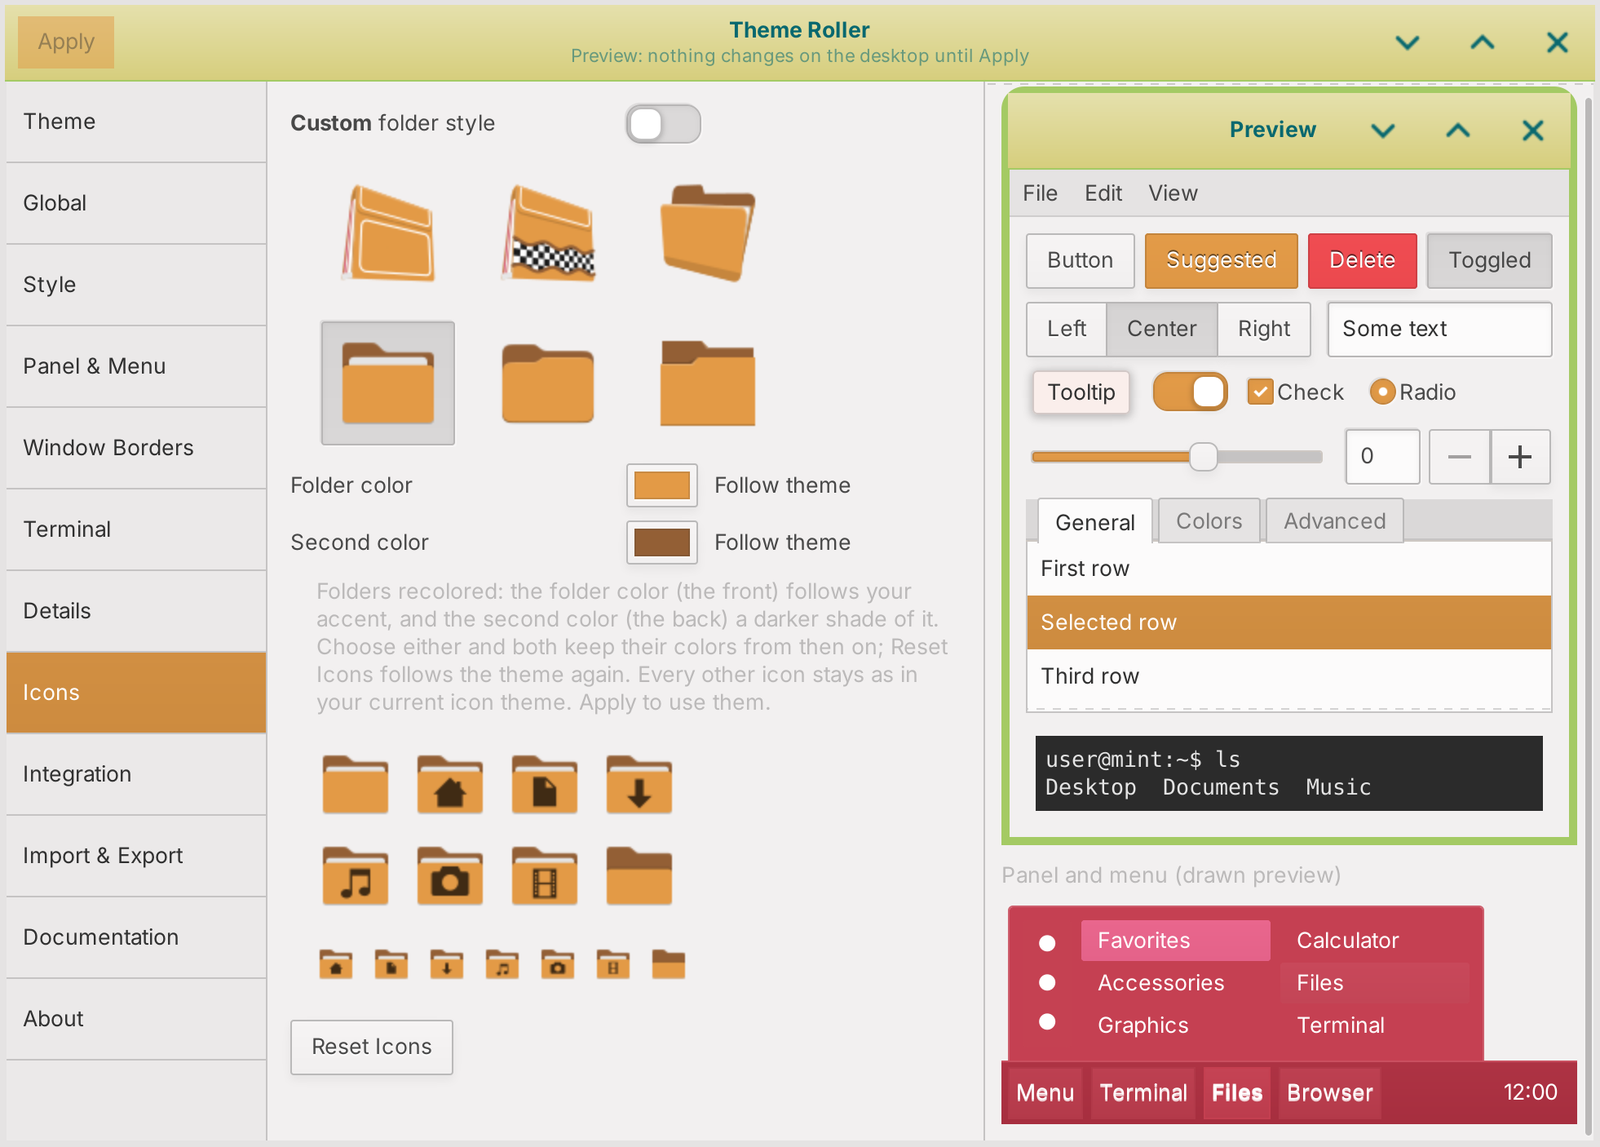 Apply
Theme Roller
Preview: nothing changes on the desktop until Apply
Theme
Global
Style
Panel & Menu
Window Borders
Terminal
Details
Icons
Integration
Import & Export
Documentation
About
Custom folder style
Folder color
Follow theme
Second color
Follow theme
Folders recolored: the folder color (the front) follows your
accent, and the second color (the back) a darker shade of it.
Choose either and both keep their colors from then on; Reset
Icons follows the theme again. Every other icon stays as in
your current icon theme. Apply to use them.
Reset Icons
Preview
File Edit View
Button Suggested Delete Toggled
Left Center Right Some text
Tooltip Check Radio
0
General Colors Advanced
First row
Selected row
Third row
user@mint:~$ ls
Desktop Documents Music
Panel and menu (drawn preview)
Favorites Calculator
Accessories Files
Graphics Terminal
Menu Terminal Files Browser 12:00